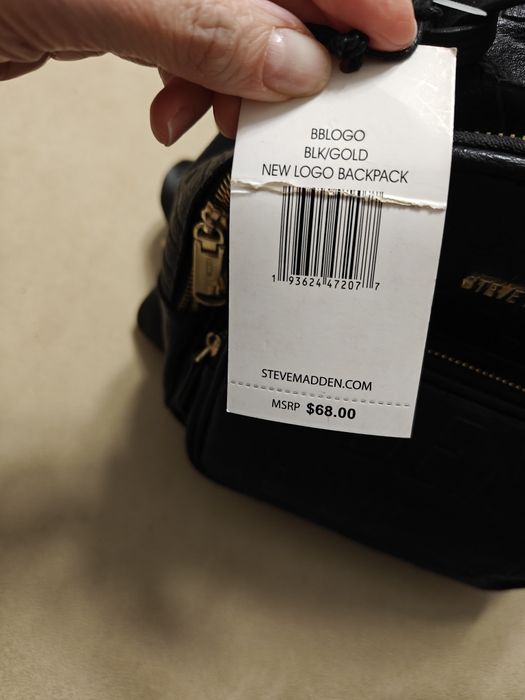 BBLOGO
BLK/GOLD
NEW LOGO BACKPACK
1 93624 47207 7
STEVEMADDEN.COM
MSRP $68.00
STEVE